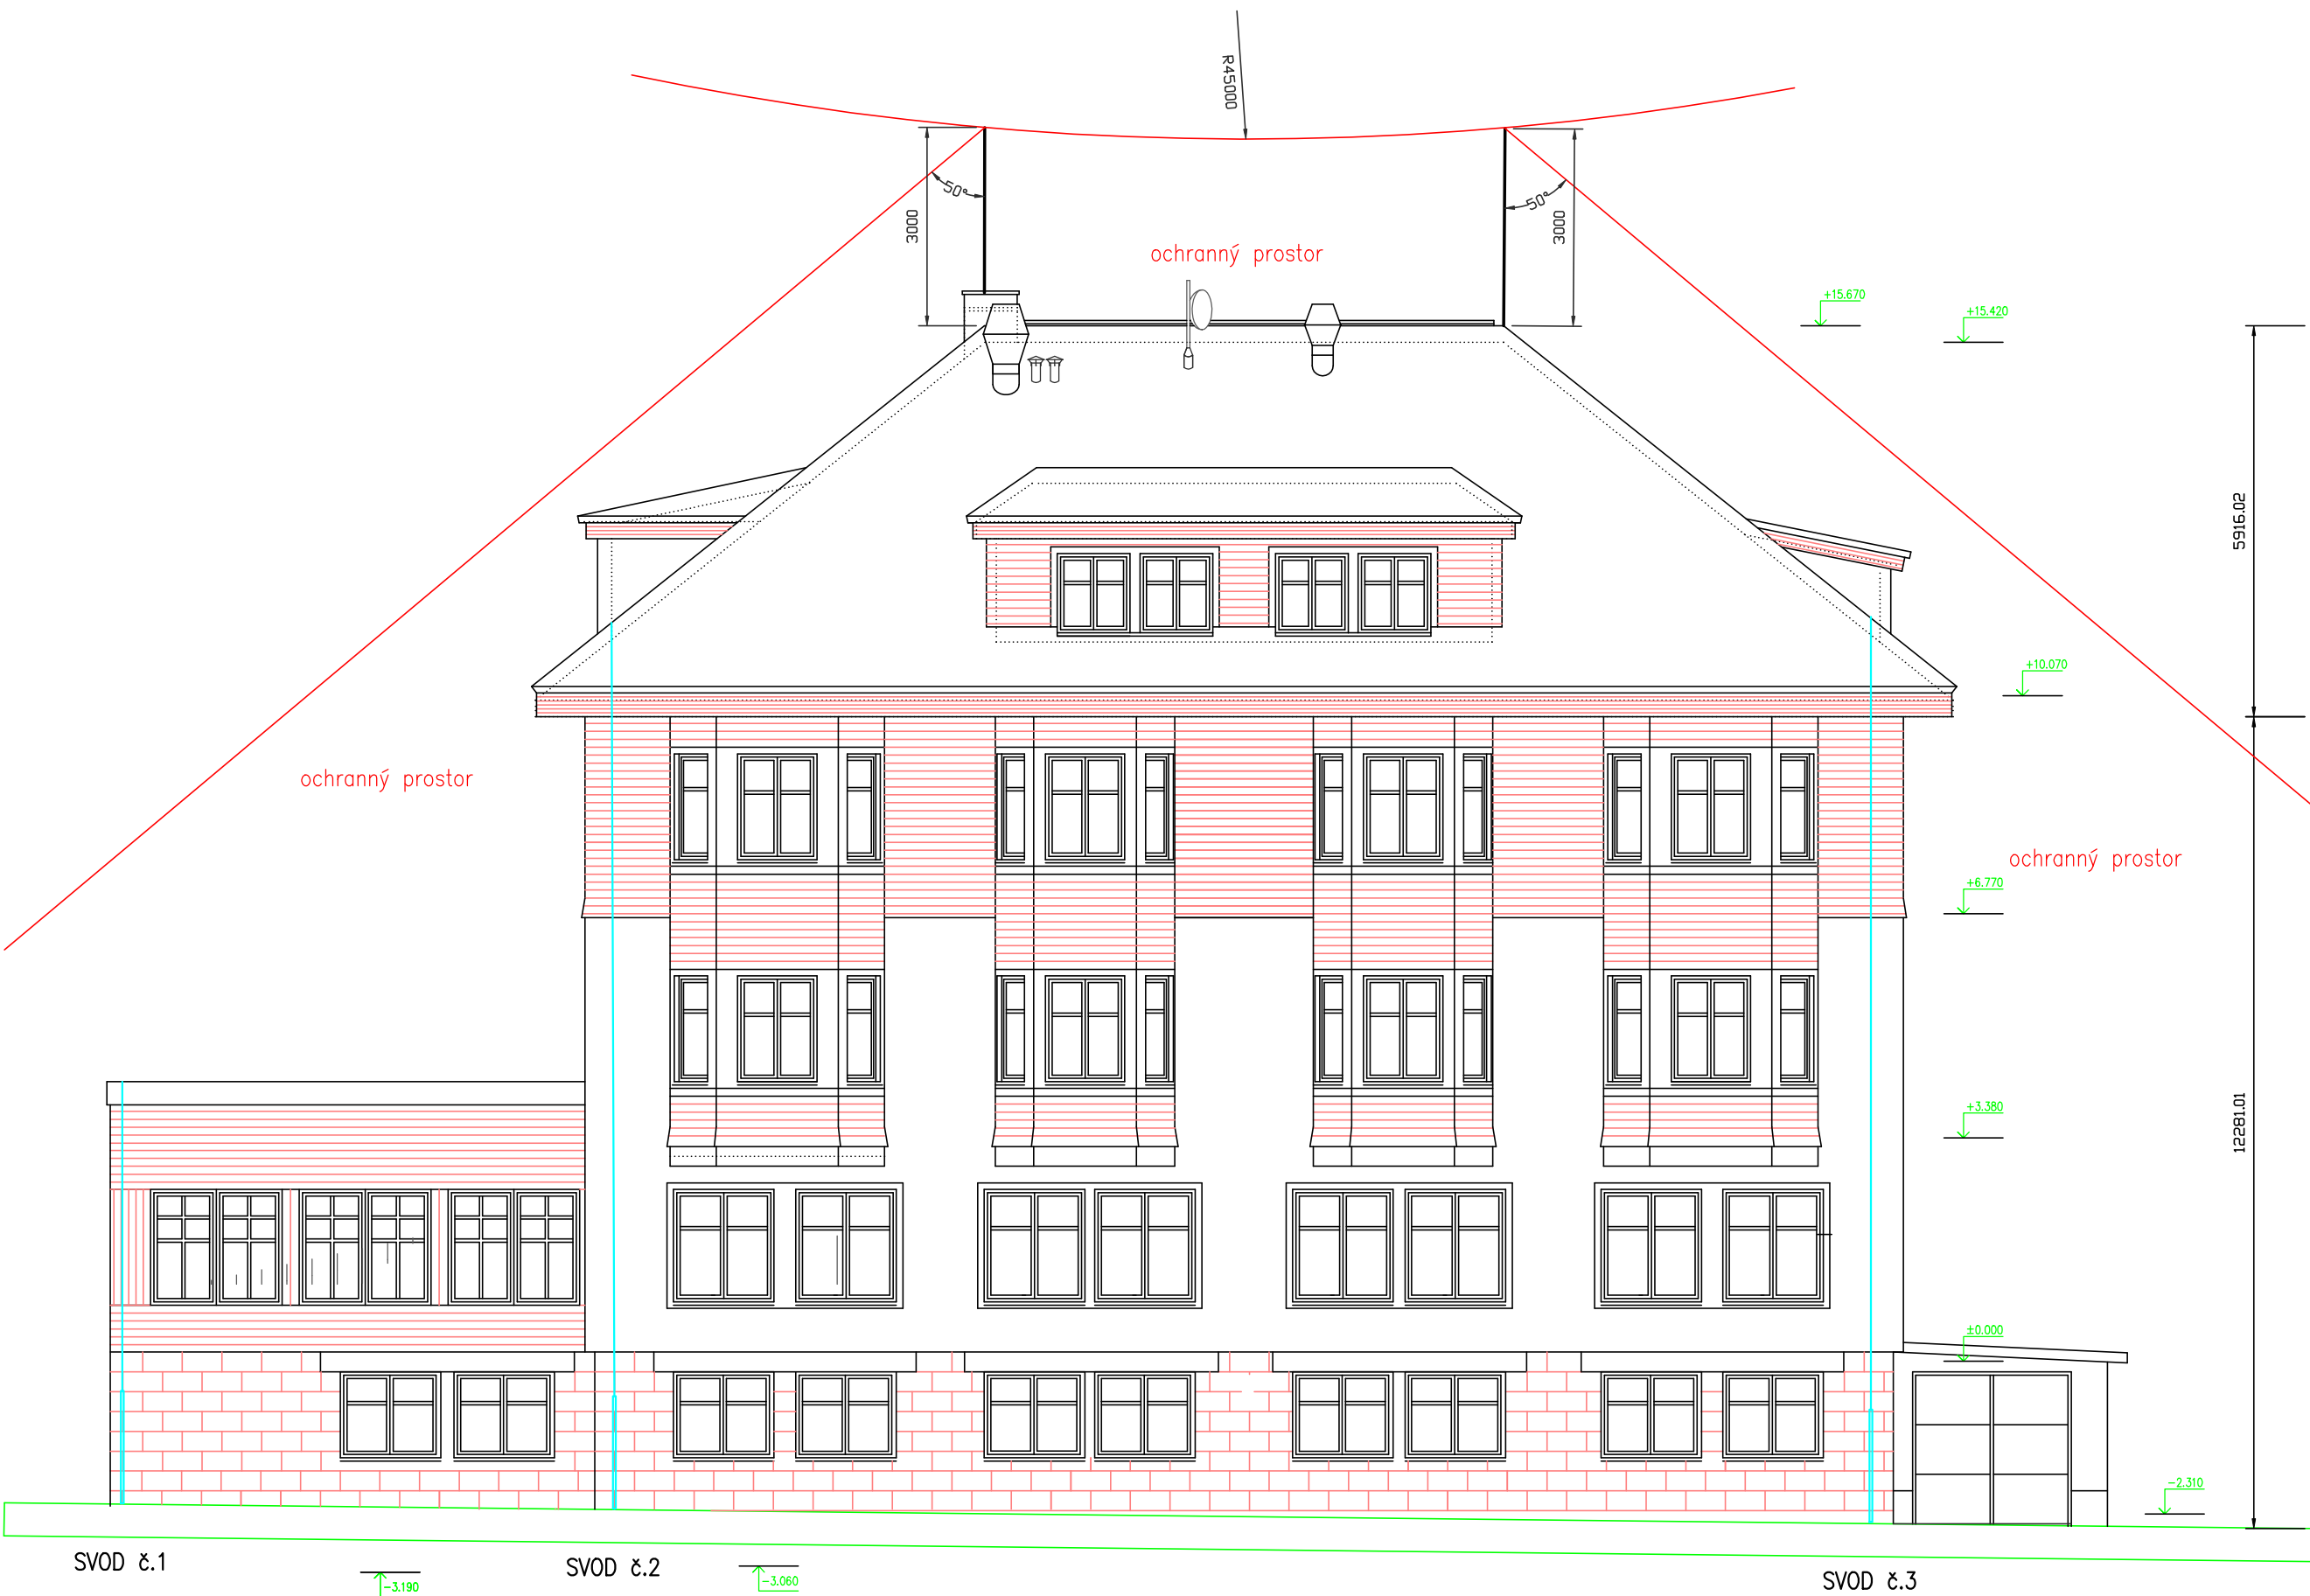 R45000
50°
50°
3000
3000
ochranný prostor
+15.670
+15.420
5916.02
+10.070
ochranný prostor
ochranný prostor
+6.770
+3.380
12281.01
±0.000
-2.310
SVOD č.1
SVOD č.2
SVOD č.3
-3.190
-3.060